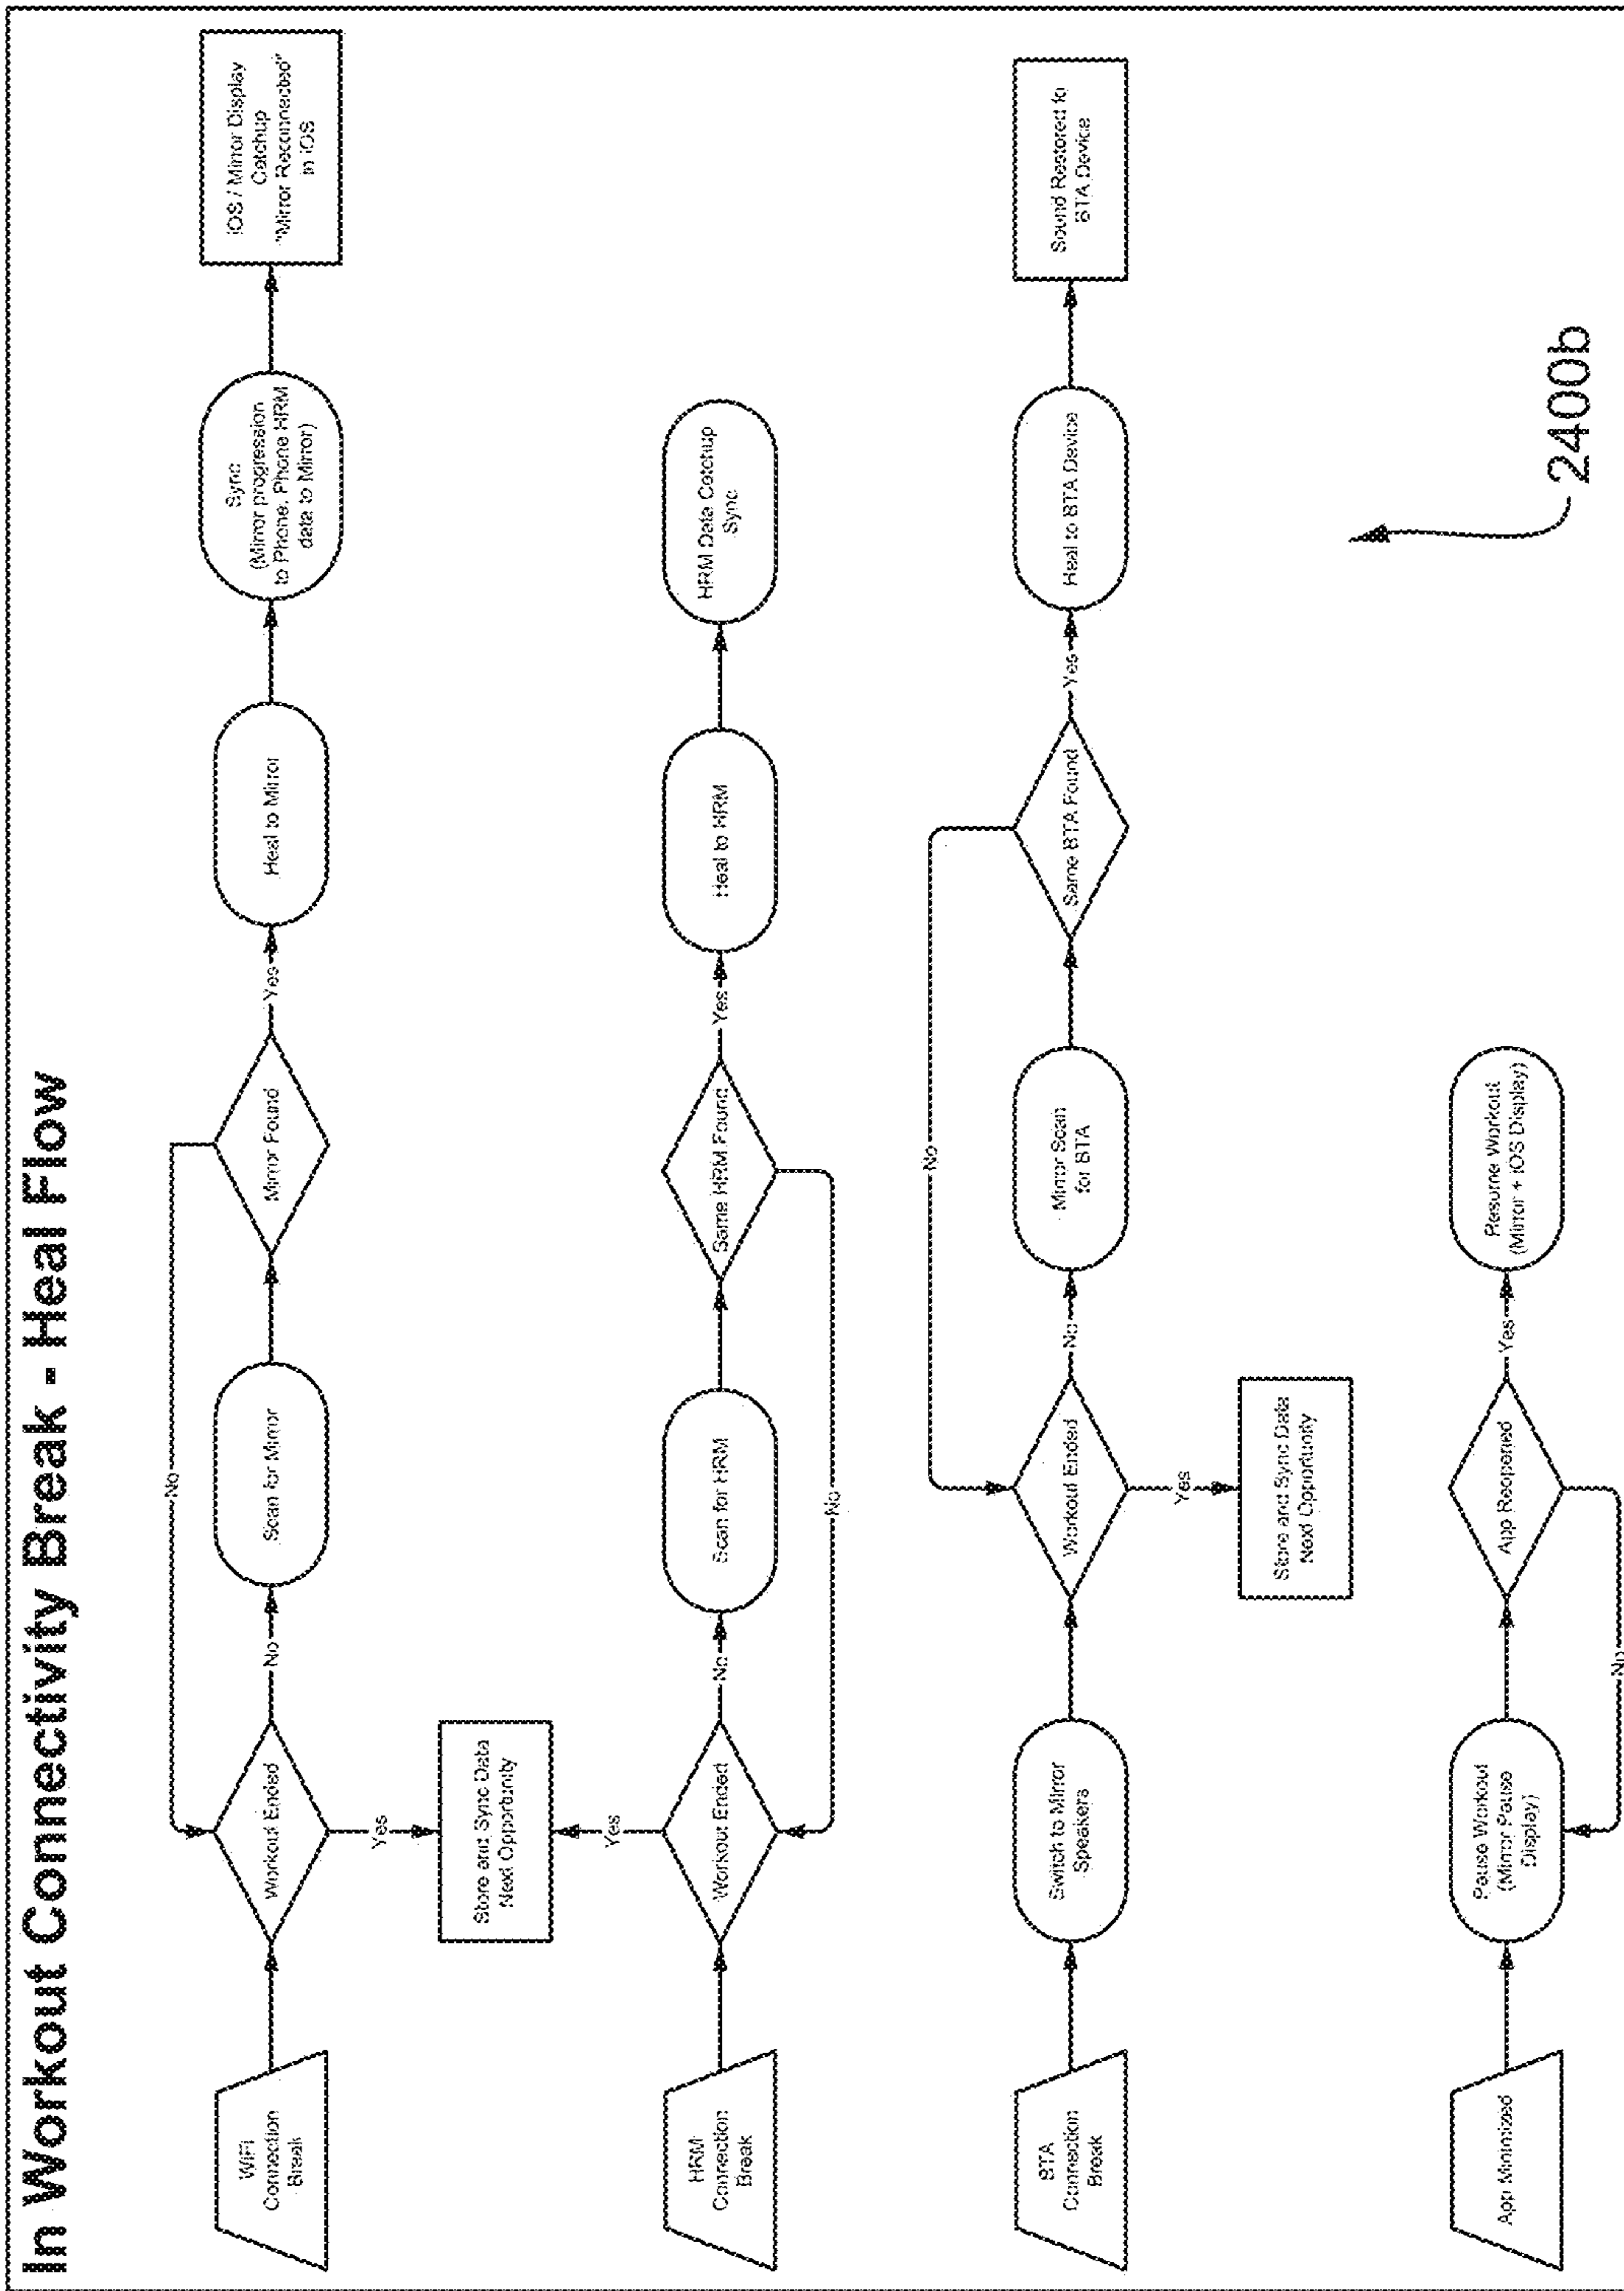 In Workout Connectivity Break - Heal Flow
WiFi
Connection
Break
Workout Ended
No
Scan for Mirror
Mirror Found
No
Yes
Heal to Mirror
Sync
(Mirror progression
to Phone, Phone HRM
data to Mirror)
iOS / Mirror Display
Catchup
"Mirror Reconnected"
in iOS
Yes
Store and Sync Data
Next Opportunity
Yes
HRM
Connection
Break
Workout Ended
No
Scan for HRM
Same HRM Found
No
Yes
Heal to HRM
HRM Data Catchup
Sync
BTA
Connection
Break
Switch to Mirror
Speakers
Workout Ended
No
Mirror Scan
for BTA
Same BTA Found
No
Yes
Heal to BTA Device
Sound Restored to
BTA Device
Yes
Store and Sync Data
Next Opportunity
App Minimized
Pause Workout
(Mirror Pause
Display)
App Reopened
No
Yes
Resume Workout
(Mirror + iOS Display)
2400b